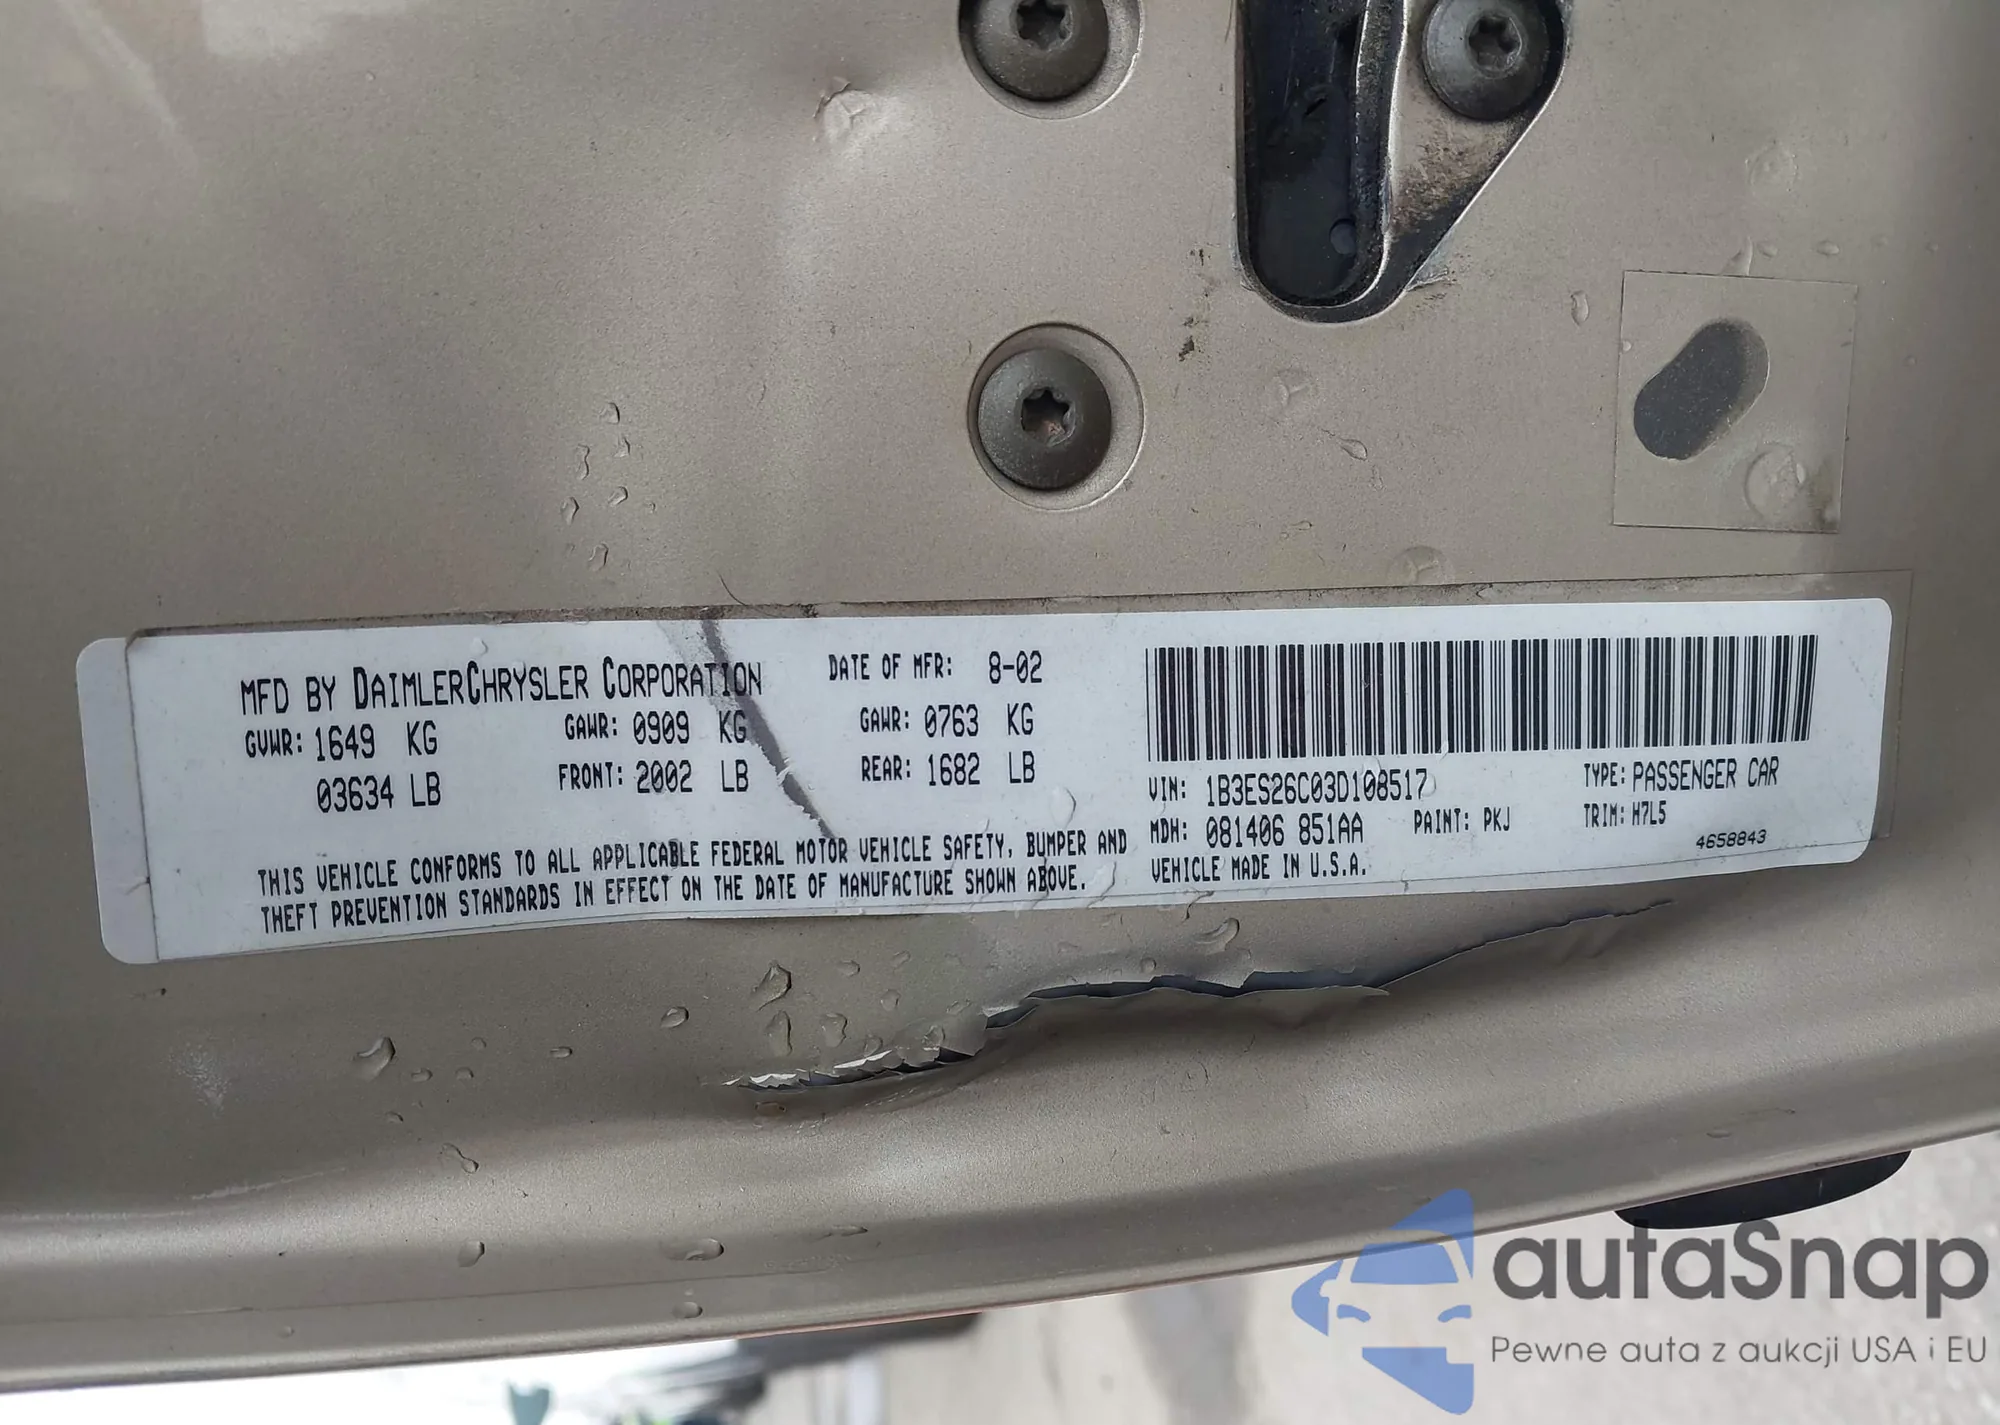 MFD BY DAIMLERCHRYSLER CORPORATION DATE OF MFR: 8-02
GVWR: 1649 KG GAWR: 0909 KG GAWR: 0763 KG
03634 LB FRONT: 2002 LB REAR: 1682 LB
THIS VEHICLE CONFORMS TO ALL APPLICABLE FEDERAL MOTOR VEHICLE SAFETY, BUMPER AND
THEFT PREVENTION STANDARDS IN EFFECT ON THE DATE OF MANUFACTURE SHOWN ABOVE.
VIN: 1B3ES26C03D108517 TYPE: PASSENGER CAR
MDH: 081406 851AA PAINT: PKJ TRIM: H7L5
VEHICLE MADE IN U.S.A. 4658843
autaSnap
Pewne auta z aukcji USA i EU